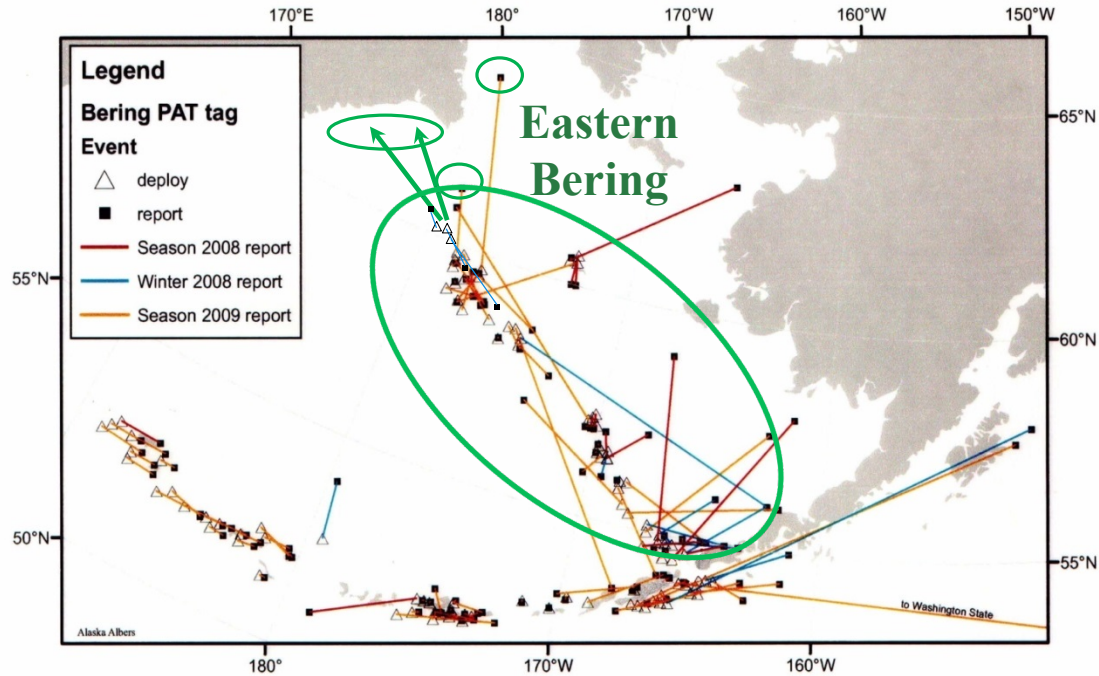 170°E 180° 170°W 160°W 150°W
Legend
Bering PAT tag
Event
deploy
report
Season 2008 report
Winter 2008 report
Season 2009 report
Eastern
Bering
65°N
55°N
60°N
50°N
55°N
to Washington State
Alaska Albers
180° 170°W 160°W